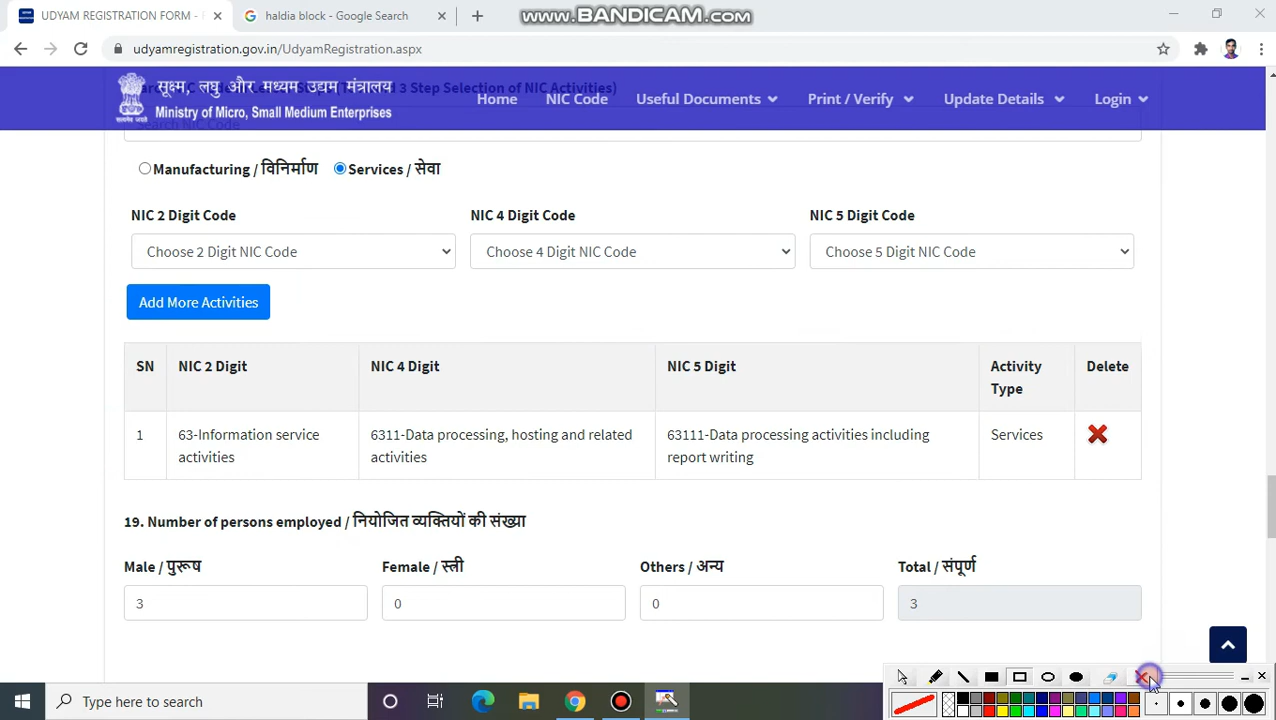 UDYAM REGISTRATION FORM -
haldia block - Google Search
www.BANDICAM.com
udyamregistration.gov.in/UdyamRegistration.aspx
सूक्ष्म, लघु और मध्यम उद्यम मंत्रालय
Ministry of Micro, Small Medium Enterprises
3 Step Selection of NIC Activities)
Home
NIC Code
Useful Documents
Print / Verify
Update Details
Login
Manufacturing / विनिर्माण
Services / सेवा
NIC 2 Digit Code
NIC 4 Digit Code
NIC 5 Digit Code
Choose 2 Digit NIC Code
Choose 4 Digit NIC Code
Choose 5 Digit NIC Code
Add More Activities
SN
NIC 2 Digit
NIC 4 Digit
NIC 5 Digit
Activity
Type
Delete
1
63-Information service
activities
6311-Data processing, hosting and related
activities
63111-Data processing activities including
report writing
Services
19. Number of persons employed / नियोजित व्यक्तियों की संख्या
Male / पुरूष
Female / स्त्री
Others / अन्य
Total / संपूर्ण
3
0
0
3
Type here to search